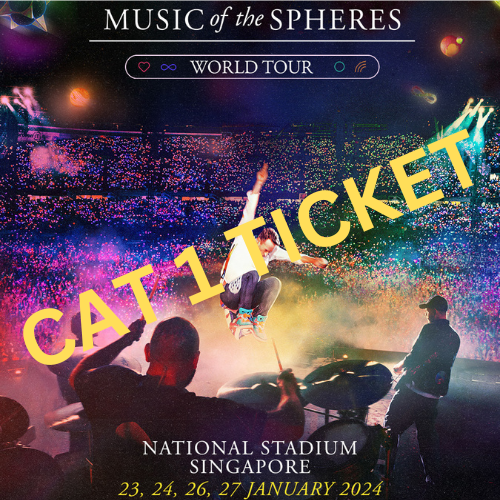 MUSIC of the SPHERES
WORLD TOUR
CAT 1 TICKET
NATIONAL STADIUM
SINGAPORE
23, 24, 26, 27 JANUARY 2024